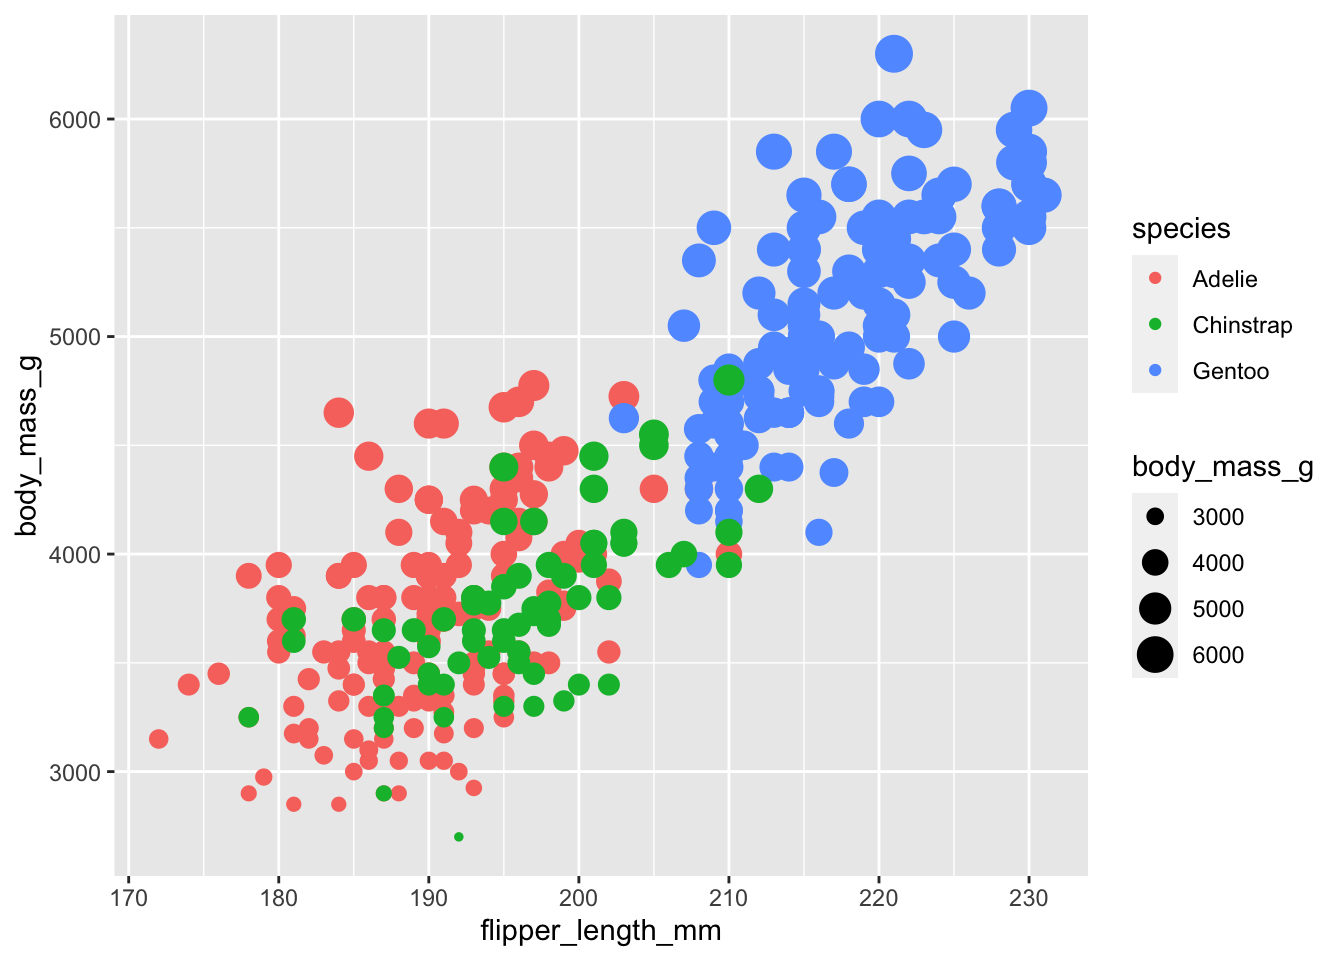 6000
5000
4000
3000
body_mass_g
170 180 190 200 210 220 230
flipper_length_mm
species
Adelie
Chinstrap
Gentoo
body_mass_g
3000
4000
5000
6000